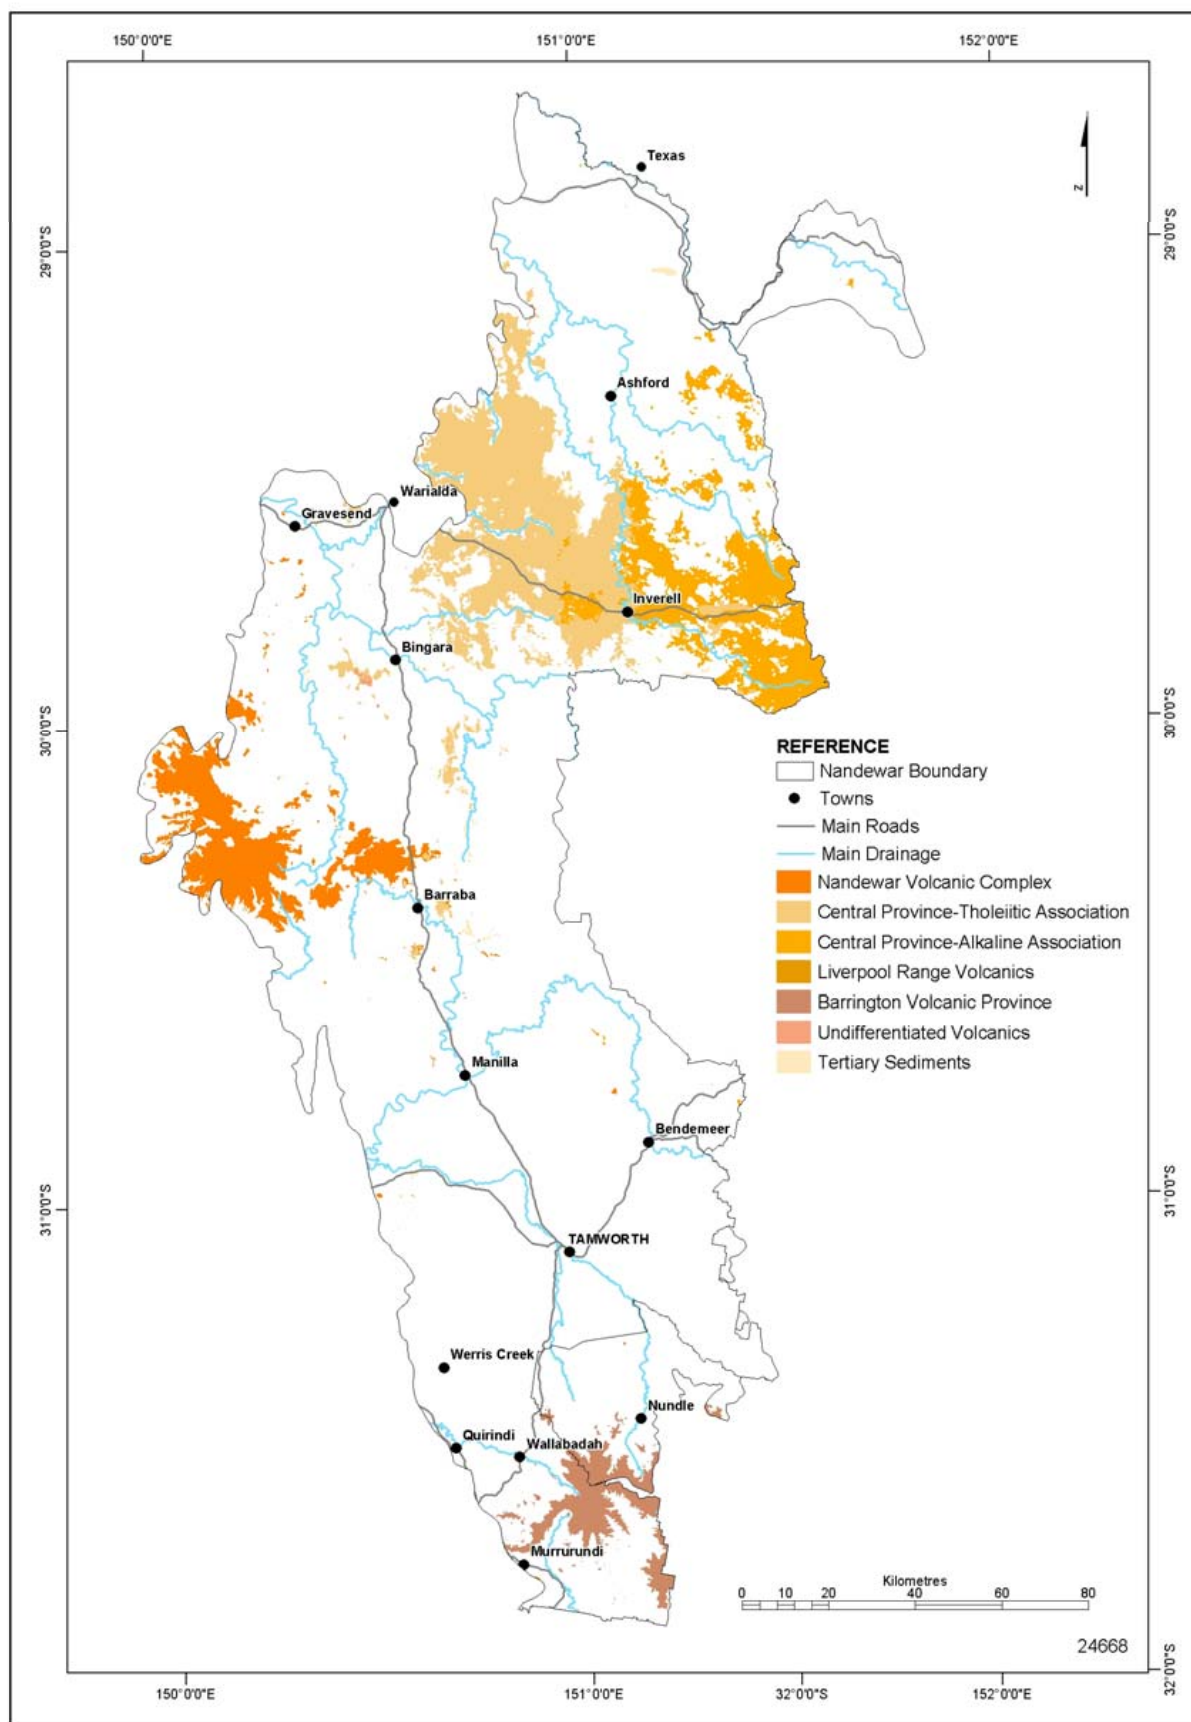 150°0'0"E
151°0'0"E
152°0'0"E
Texas
z
29°0'0"S
29°0'0"S
Ashford
Warialda
Gravesend
Inverell
Bingara
30°0'0"S
30°0'0"S
REFERENCE
Nandewar Boundary
Towns
Main Roads
Main Drainage
Nandewar Volcanic Complex
Central Province-Tholeiitic Association
Central Province-Alkaline Association
Liverpool Range Volcanics
Barrington Volcanic Province
Undifferentiated Volcanics
Tertiary Sediments
Barraba
Manilla
Bendemeer
31°0'0"S
31°0'0"S
TAMWORTH
Werris Creek
Nundle
Quirindi
Wallabadah
Murrurundi
Kilometres
0 10 20 40 60 80
24668
32°0'0"S
150°0'0"E
151°0'0"E
32°0'0"S
152°0'0"E